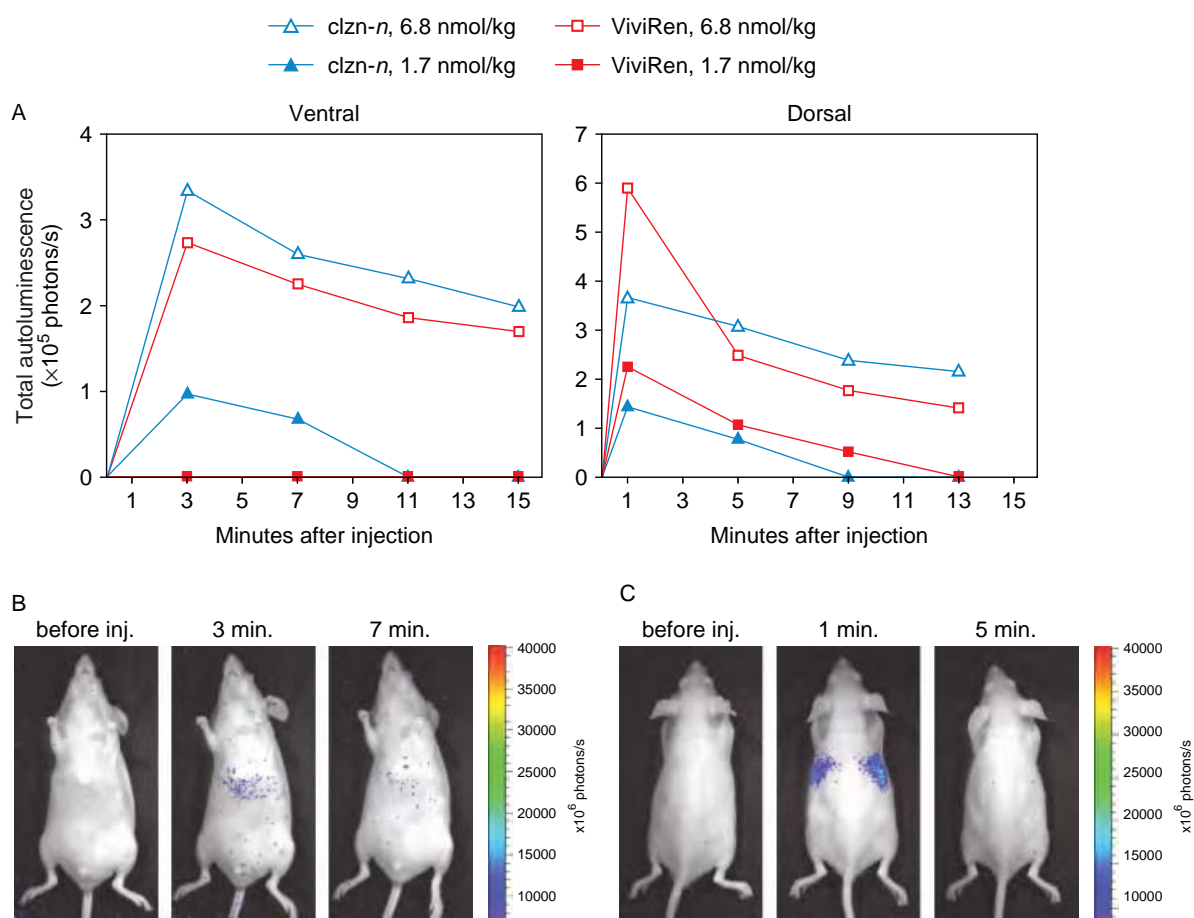 clzn-n, 6.8 nmol/kg
ViviRen, 6.8 nmol/kg
clzn-n, 1.7 nmol/kg
ViviRen, 1.7 nmol/kg
A
Ventral
Dorsal
Total autoluminescence
(×10⁵ photons/s)
4
3
2
1
0
1 3 5 7 9 11 13 15
Minutes after injection
7
6
5
4
3
2
1
0
1 3 5 7 9 11 13 15
Minutes after injection
B
before inj.
3 min.
7 min.
40000
35000
30000
25000
20000
15000
10000
x10⁶ photons/s
C
before inj.
1 min.
5 min.
40000
35000
30000
25000
20000
15000
10000
x10⁶ photons/s